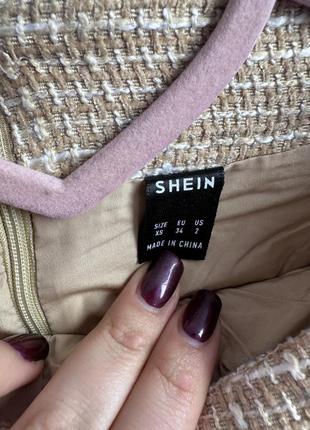 SHEIN
SIZE EU US
XS 34 2
MADE IN CHINA